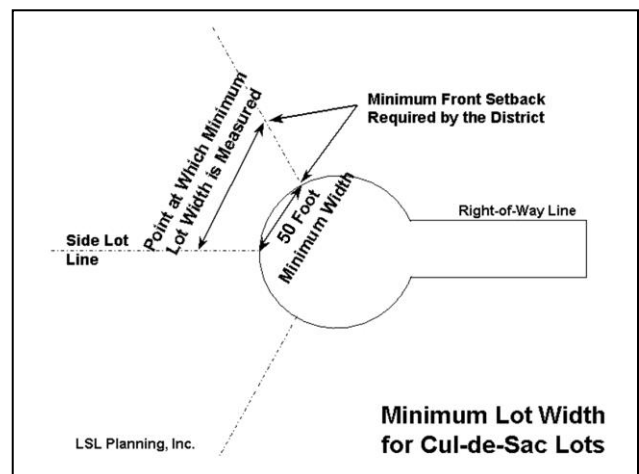 Point at Which Minimum
Lot Width is Measured
Minimum Front Setback
Required by the District
50 Foot
Minimum Width
Right-of-Way Line
Side Lot
Line
LSL Planning, Inc.
Minimum Lot Width
for Cul-de-Sac Lots